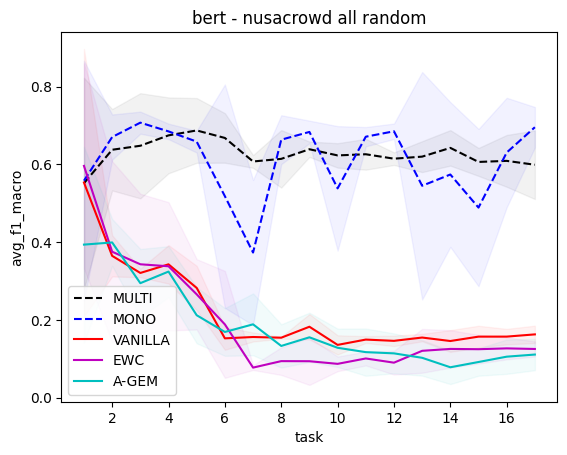 bert - nusacrowd all random
avg_f1_macro
0.8
0.6
0.4
0.2
0.0
MULTI
MONO
VANILLA
EWC
A-GEM
2 4 6 8 10 12 14 16
task